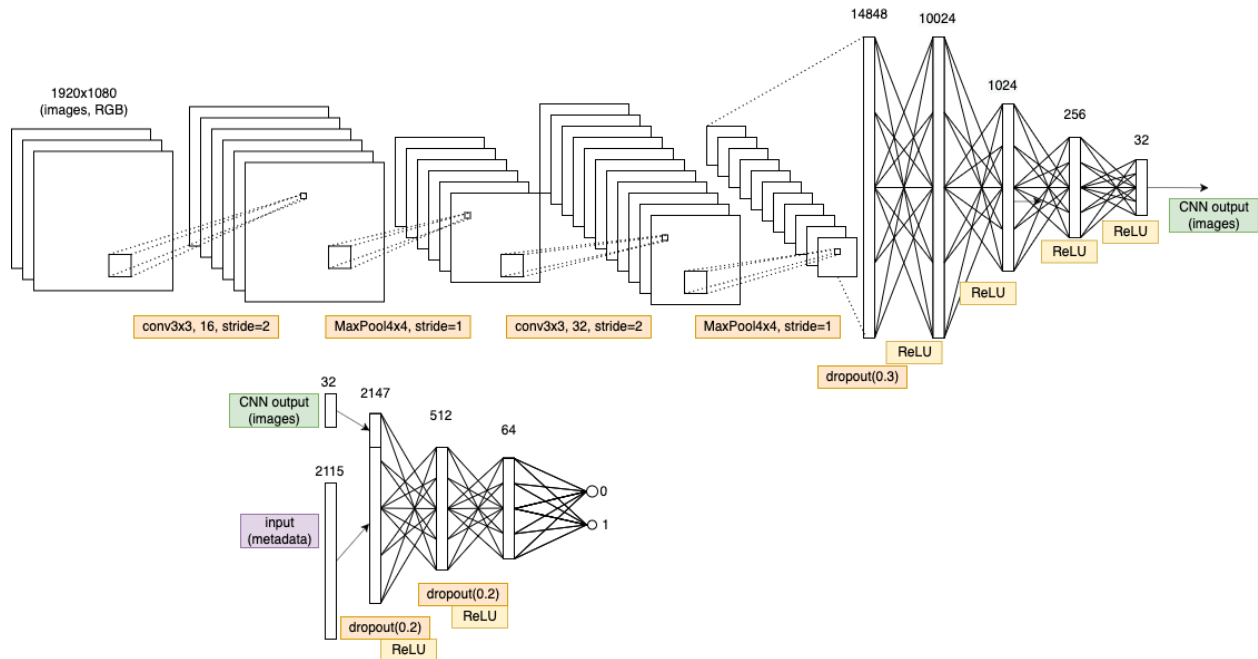 14848
10024
1920x1080
(images, RGB)
1024
256
32
CNN output
(images)
ReLU
ReLU
ReLU
conv3x3, 16, stride=2
MaxPool4x4, stride=1
conv3x3, 32, stride=2
MaxPool4x4, stride=1
ReLU
dropout(0.3)
32
2147
CNN output
(images)
512
64
2115
0
input
(metadata)
1
dropout(0.2)
ReLU
dropout(0.2)
ReLU